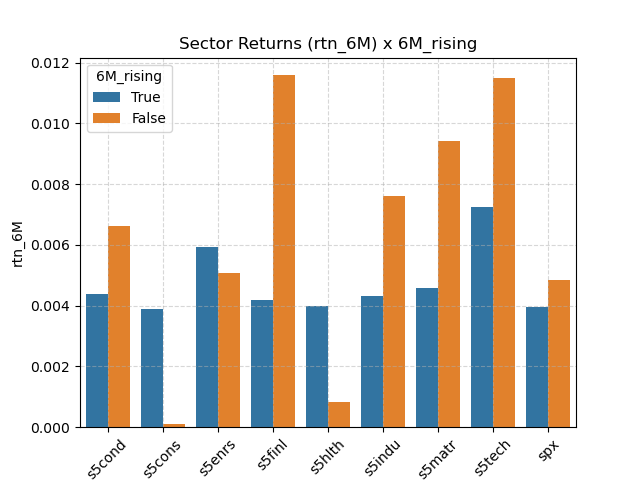 Sector Returns (rtn_6M) x 6M_rising
6M_rising
True
False
rtn_6M
0.012
0.010
0.008
0.006
0.004
0.002
0.000
s5cond
s5cons
s5enrs
s5finl
s5hlth
s5indu
s5matr
s5tech
spx